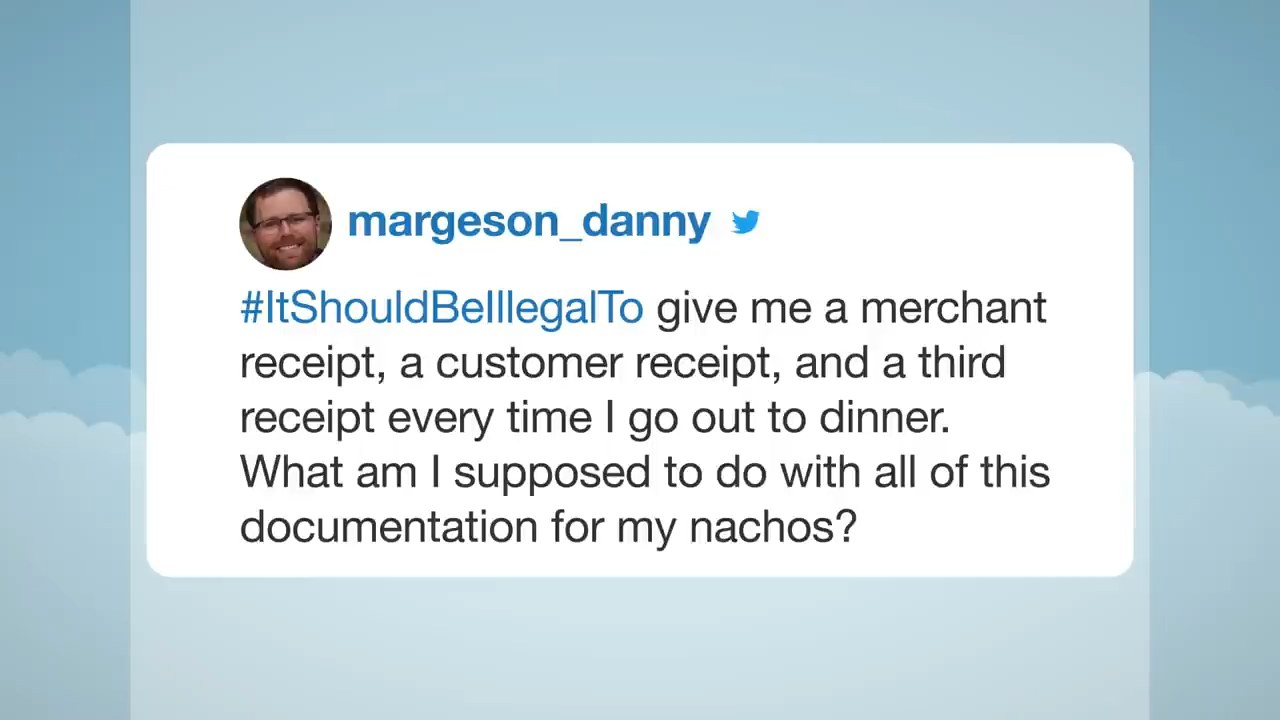 margeson_danny
#ItShouldBeIllegalTo give me a merchant
receipt, a customer receipt, and a third
receipt every time I go out to dinner.
What am I supposed to do with all of this
documentation for my nachos?